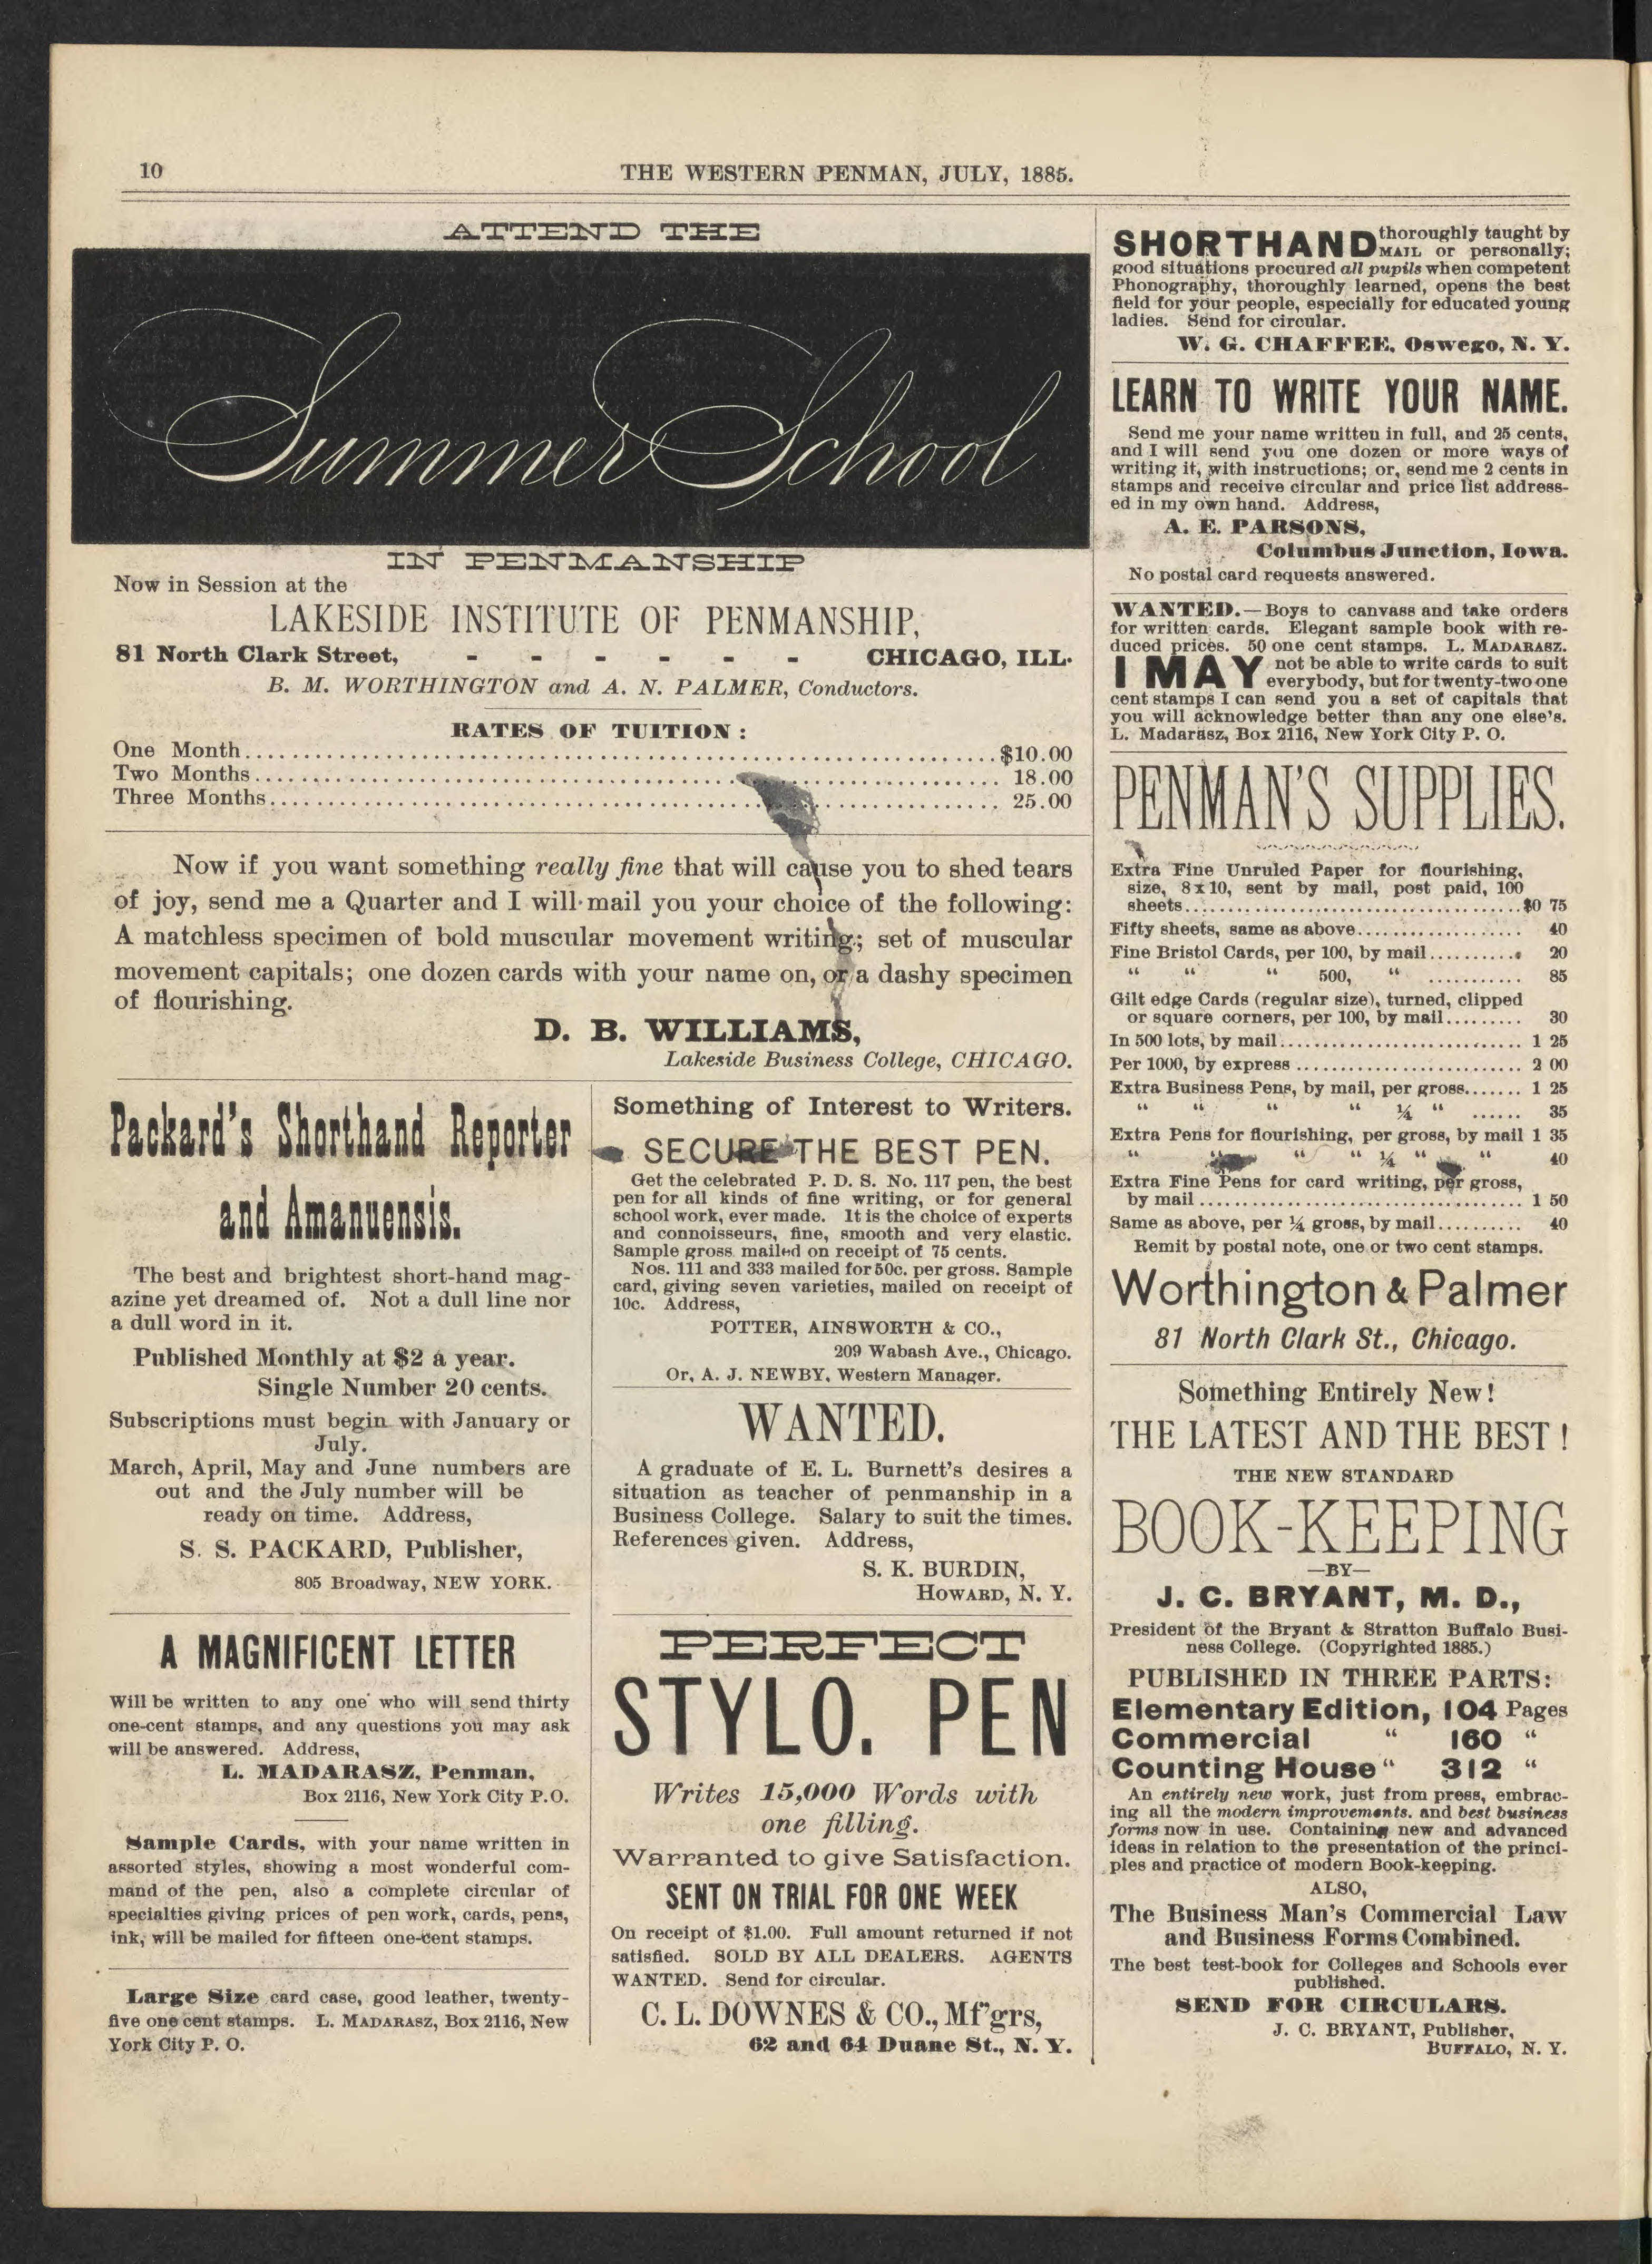 10
THE WESTERN PENMAN, JULY, 1885.
ATTEND THE
Summer School
IN PENMANSHIP
Now in Session at the
LAKESIDE INSTITUTE OF PENMANSHIP,
81 North Clark Street, - - - - - - CHICAGO, ILL.
B. M. WORTHINGTON and A. N. PALMER, Conductors.
RATES OF TUITION:
One Month........................................$10.00
Two Months........................................ 18.00
Three Months........................................ 25.00
Now if you want something really fine that will cause you to shed tears
of joy, send me a Quarter and I will mail you your choice of the following:
A matchless specimen of bold muscular movement writing; set of muscular
movement capitals; one dozen cards with your name on, or a dashy specimen
of flourishing.
D. B. WILLIAMS,
Lakeside Business College, CHICAGO.
Packard's Shorthand Reporter
and Amanuensis.
The best and brightest short-hand mag-
azine yet dreamed of. Not a dull line nor
a dull word in it.
Published Monthly at $2 a year.
Single Number 20 cents.
Subscriptions must begin with January or
July.
March, April, May and June numbers are
out and the July number will be
ready on time. Address,
S. S. PACKARD, Publisher,
805 Broadway, NEW YORK.
A MAGNIFICENT LETTER
Will be written to any one who will send thirty
one-cent stamps, and any questions you may ask
will be answered. Address,
L. MADARASZ, Penman,
Box 2116, New York City P.O.
Sample Cards, with your name written in
assorted styles, showing a most wonderful com-
mand of the pen, also a complete circular of
specialties giving prices of pen work, cards, pens,
ink, will be mailed for fifteen one-cent stamps.
Large Size card case, good leather, twenty-
five one cent stamps. L. MADARASZ, Box 2116, New
York City P. O.
Something of Interest to Writers.
SECURE THE BEST PEN.
Get the celebrated P. D. S. No. 117 pen, the best
pen for all kinds of fine writing, or for general
school work, ever made. It is the choice of experts
and connoisseurs, fine, smooth and very elastic.
Sample gross mailed on receipt of 75 cents.
Nos. 111 and 333 mailed for 50c. per gross. Sample
card, giving seven varieties, mailed on receipt of
10c. Address,
POTTER, AINSWORTH & CO.,
209 Wabash Ave., Chicago.
Or, A. J. NEWBY, Western Manager.
WANTED.
A graduate of E. L. Burnett's desires a
situation as teacher of penmanship in a
Business College. Salary to suit the times.
References given. Address,
S. K. BURDIN,
HOWARD, N. Y.
PERFECT
STYLO. PEN
Writes 15,000 Words with
one filling.
Warranted to give Satisfaction.
SENT ON TRIAL FOR ONE WEEK
On receipt of $1.00. Full amount returned if not
satisfied. SOLD BY ALL DEALERS. AGENTS
WANTED. Send for circular.
C. L. DOWNES & CO., Mf'grs,
62 and 64 Duane St., N. Y.
SHORTHAND thoroughly taught by
MAIL or personally;
good situations procured all pupils when competent
Phonography, thoroughly learned, opens the best
field for your people, especially for educated young
ladies. Send for circular.
W. G. CHAFFEE, Oswego, N. Y.
LEARN TO WRITE YOUR NAME.
Send me your name written in full, and 25 cents,
and I will send you one dozen or more ways of
writing it, with instructions; or, send me 2 cents in
stamps and receive circular and price list address-
ed in my own hand. Address,
A. E. PARSONS,
Columbus Junction, Iowa.
No postal card requests answered.
WANTED.—Boys to canvass and take orders
for written cards. Elegant sample book with re-
duced prices. 50 one cent stamps. L. MADARASZ.
I MAY not be able to write cards to suit
everybody, but for twenty-two one
cent stamps I can send you a set of capitals that
you will acknowledge better than any one else's.
L. Madarasz, Box 2116, New York City P. O.
PENMAN'S SUPPLIES.
Extra Fine Unruled Paper for flourishing,
size, 8x10, sent by mail, post paid, 100
sheets........................................$0 75
Fifty sheets, same as above.................... 40
Fine Bristol Cards, per 100, by mail........... 20
" " " 500, " ........... 85
Gilt edge Cards (regular size), turned, clipped
or square corners, per 100, by mail......... 30
In 500 lots, by mail............................ 1 25
Per 1000, by express ........................... 2 00
Extra Business Pens, by mail, per gross....... 1 25
" " " " ¼ " ...... 35
Extra Pens for flourishing, per gross, by mail 1 35
" " " " ¼ " " 40
Extra Fine Pens for card writing, per gross,
by mail....................................... 1 50
Same as above, per ¼ gross, by mail.......... 40
Remit by postal note, one or two cent stamps.
Worthington & Palmer
81 North Clark St., Chicago.
Something Entirely New!
THE LATEST AND THE BEST!
THE NEW STANDARD
BOOK-KEEPING
—BY—
J. C. BRYANT, M. D.,
President of the Bryant & Stratton Buffalo Busi-
ness College. (Copyrighted 1885.)
PUBLISHED IN THREE PARTS:
Elementary Edition, 104 Pages
Commercial " 160 "
Counting House " 312 "
An entirely new work, just from press, embrac-
ing all the modern improvements. and best business
forms now in use. Containing new and advanced
ideas in relation to the presentation of the princi-
ples and practice of modern Book-keeping.
ALSO,
The Business Man's Commercial Law
and Business Forms Combined.
The best test-book for Colleges and Schools ever
published.
SEND FOR CIRCULARS.
J. C. BRYANT, Publisher,
BUFFALO, N. Y.